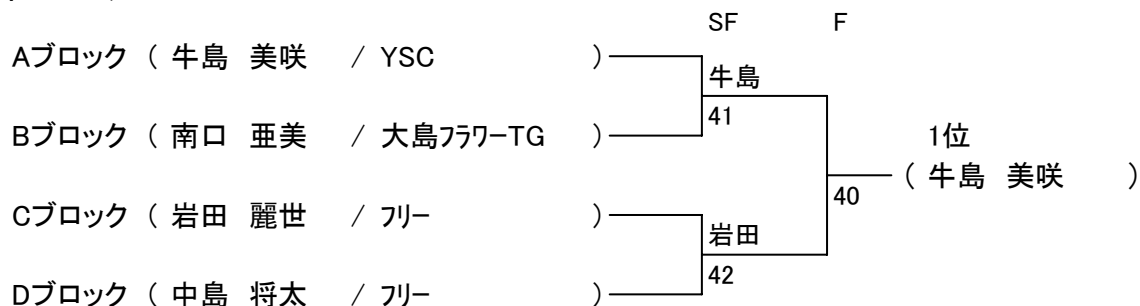 SF F
Aブロック ( 牛島 美咲 / YSC )
牛島
41
Bブロック ( 南口 亜美 / 大島フラワーTG )
1位
( 牛島 美咲 )
40
Cブロック ( 岩田 麗世 / フリー )
岩田
42
Dブロック ( 中島 将太 / フリー )